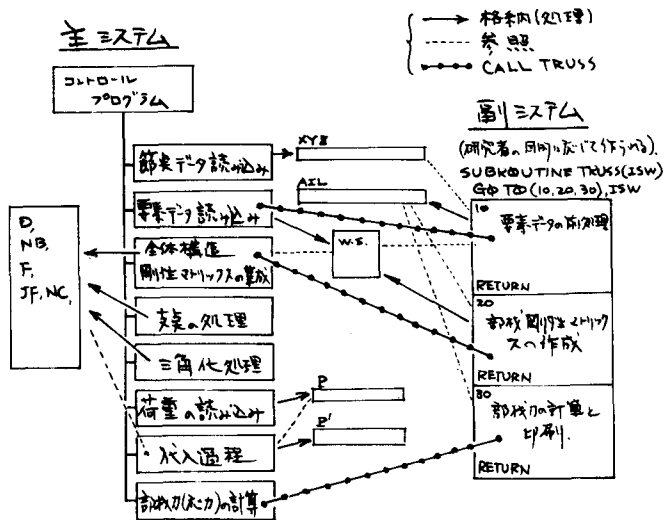 主システム
コントロール
プログラム
節点データ読み込み
要素データ読み込み
全体構造
剛性マトリックスの集成
支点の処理
三角化処理
荷重の読み込み
代入過程
部材力(応力)の計算
D,
NB,
F,
JF, NC,
格納(処理)
参照
CALL TRUSS
XYZ
AIL
W.S.
P
P'
副システム
(研究者の目的に応じて作られる).
SUBROUTINE TRUSS(ISW)
GO TO (10, 20, 30), ISW
10
要素データの前処理
RETURN
20
部材剛性マトリック
スの作成
RETURN
30
部材力の計算と
印刷.
RETURN